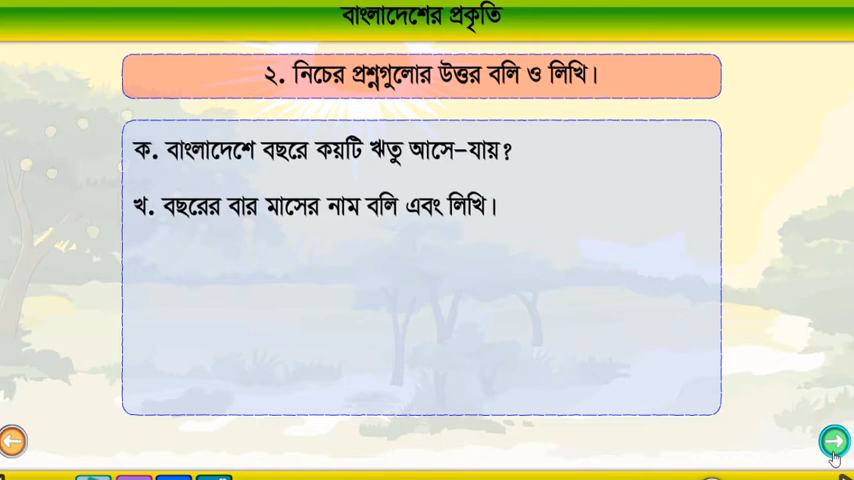 বাংলাদেশের প্রকৃতি
২. নিচের প্রশ্নগুলোর উত্তর বলি ও লিখি।
ক. বাংলাদেশে বছরে কয়টি ঋতু আসে–যায়?
খ. বছরের বার মাসের নাম বলি এবং লিখি।